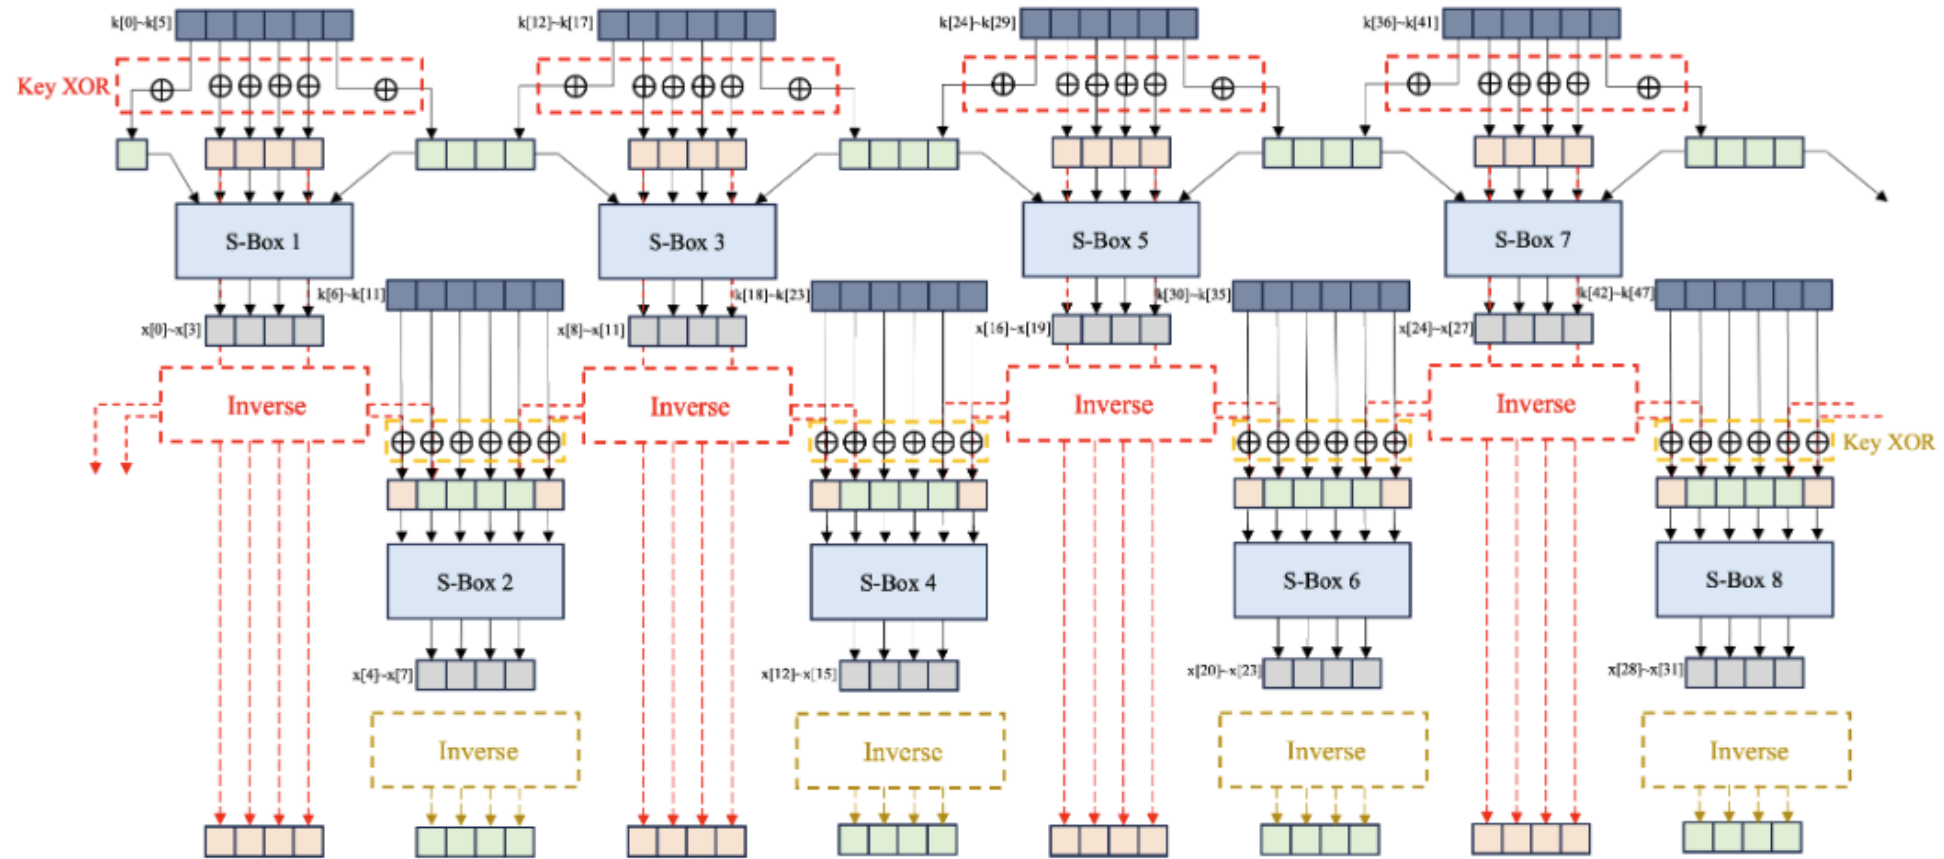 k[0]~k[5]
k[12]~k[17]
k[24]~k[29]
k[36]~k[41]
Key XOR
S-Box 1
S-Box 3
S-Box 5
S-Box 7
k[6]~k[11]
k[18]~k[23]
k[30]~k[35]
k[42]~k[47]
x[0]~x[3]
x[8]~x[11]
x[16]~x[19]
x[24]~x[27]
Inverse
Inverse
Inverse
Inverse
Key XOR
S-Box 2
S-Box 4
S-Box 6
S-Box 8
x[4]~x[7]
x[12]~x[15]
x[20]~x[23]
x[28]~x[31]
Inverse
Inverse
Inverse
Inverse